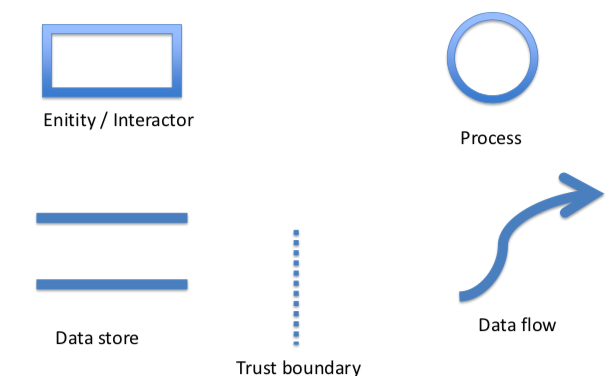 Enitity / Interactor
Process
Data store
Data flow
Trust boundary